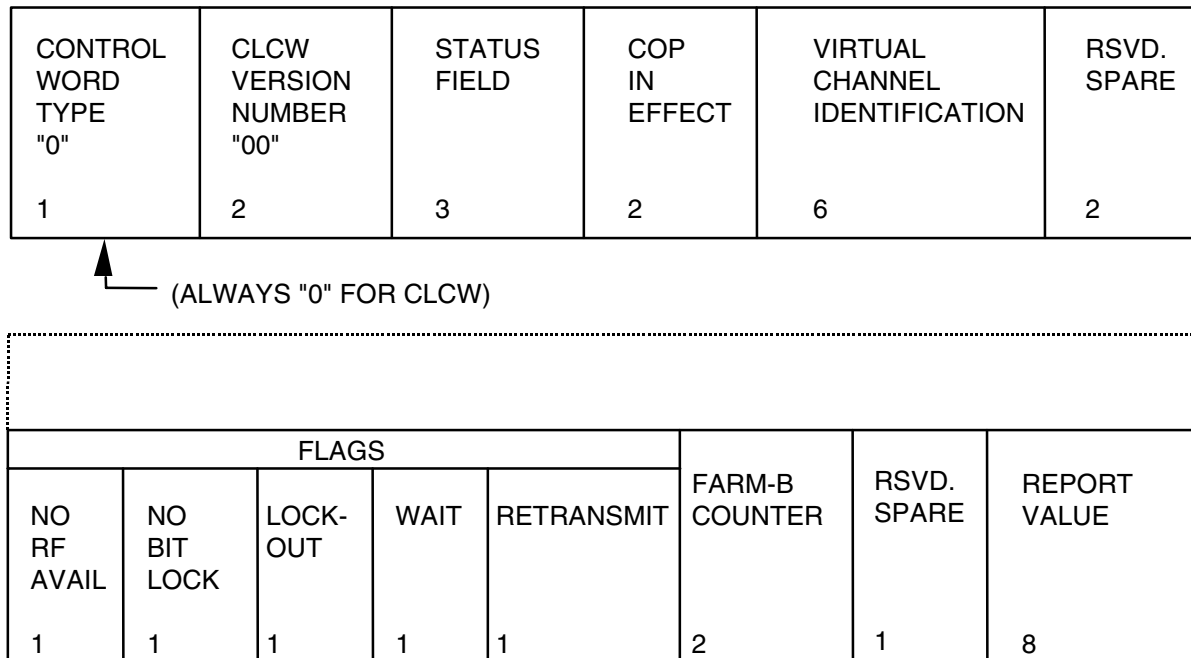 CONTROL
WORD
TYPE
"0"
1
CLCW
VERSION
NUMBER
"00"
2
STATUS
FIELD
3
COP
IN
EFFECT
2
VIRTUAL
CHANNEL
IDENTIFICATION
6
RSVD.
SPARE
2
(ALWAYS "0" FOR CLCW)
FLAGS
NO
RF
AVAIL
1
NO
BIT
LOCK
1
LOCK-
OUT
1
WAIT
1
RETRANSMIT
1
FARM-B
COUNTER
2
RSVD.
SPARE
1
REPORT
VALUE
8